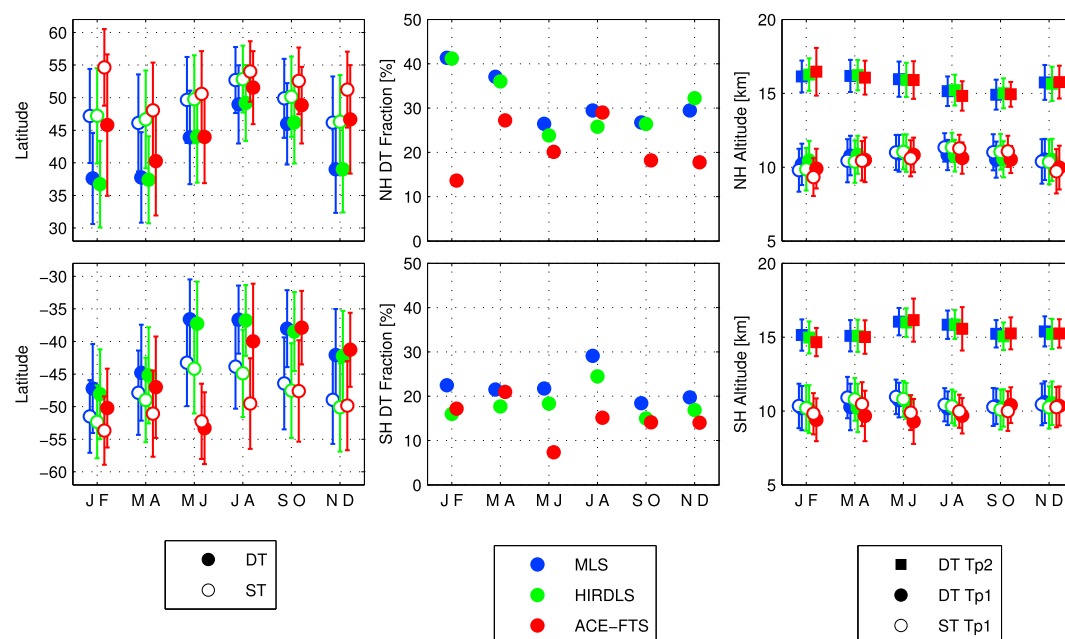 60
55
50
45
40
35
30
Latitude
50
40
30
20
10
0
NH DT Fraction [%]
20
15
10
5
NH Altitude [km]
−30
−35
−40
−45
−50
−55
−60
Latitude
J F M A M J J A S O N D
50
40
30
20
10
0
SH DT Fraction [%]
J F M A M J J A S O N D
20
15
10
5
SH Altitude [km]
J F M A M J J A S O N D
DT
ST
MLS
HIRDLS
ACE−FTS
DT Tp2
DT Tp1
ST Tp1